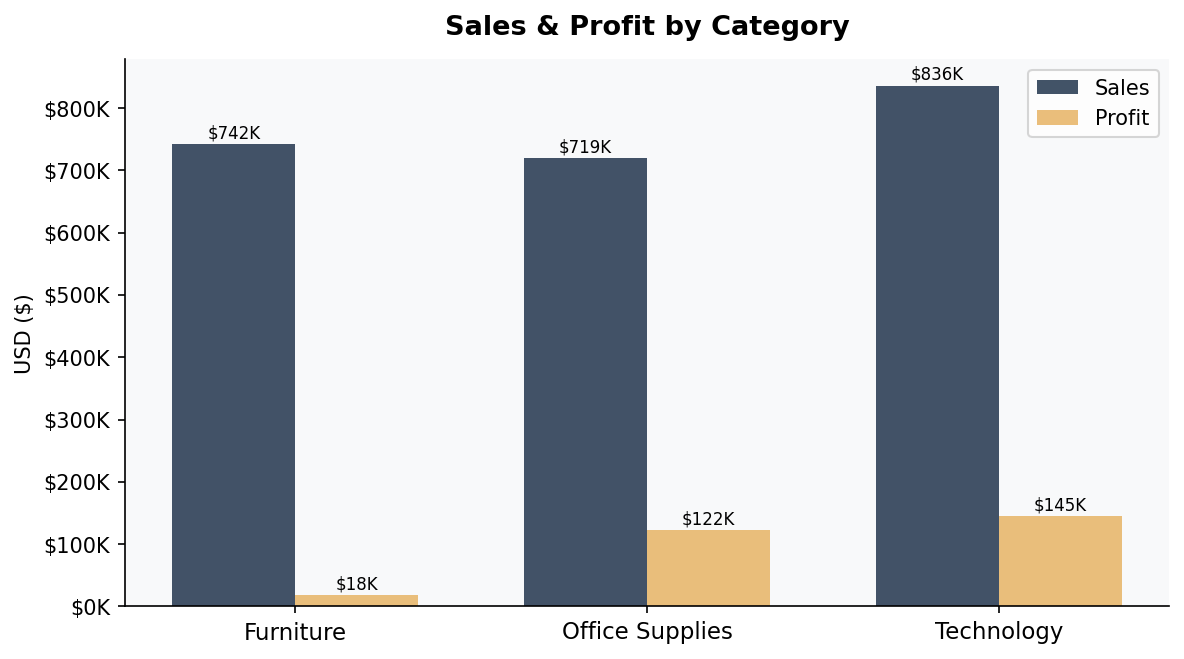 Sales & Profit by Category
Sales
Profit
USD ($)
$800K
$700K
$600K
$500K
$400K
$300K
$200K
$100K
$0K
$742K
$18K
$719K
$122K
$836K
$145K
Furniture
Office Supplies
Technology